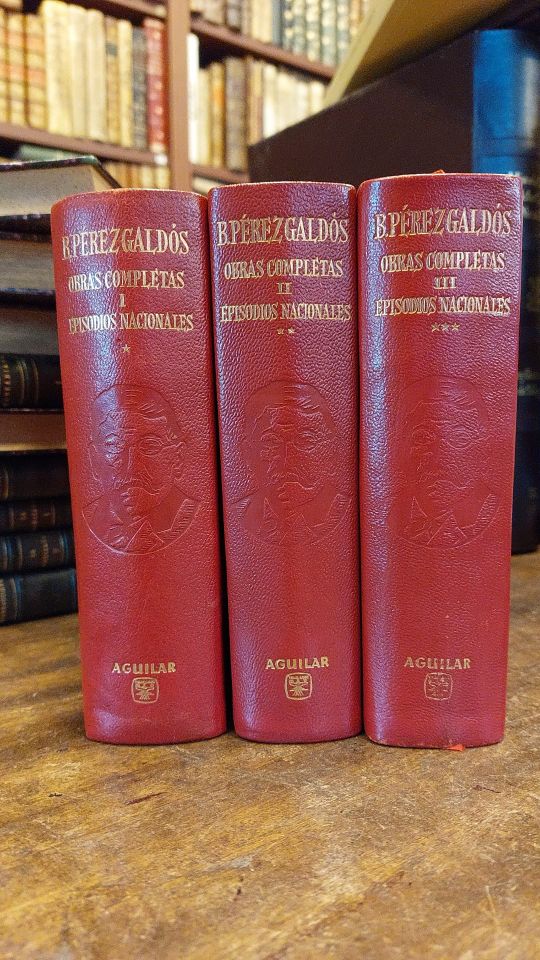 B.PÉREZ GALDÓS
OBRAS COMPLETAS
I
EPISODIOS NACIONALES
*
AGUILAR
B.PÉREZ GALDÓS
OBRAS COMPLETAS
II
EPISODIOS NACIONALES
**
AGUILAR
B.PÉREZ GALDÓS
OBRAS COMPLETAS
III
EPISODIOS NACIONALES
***
AGUILAR